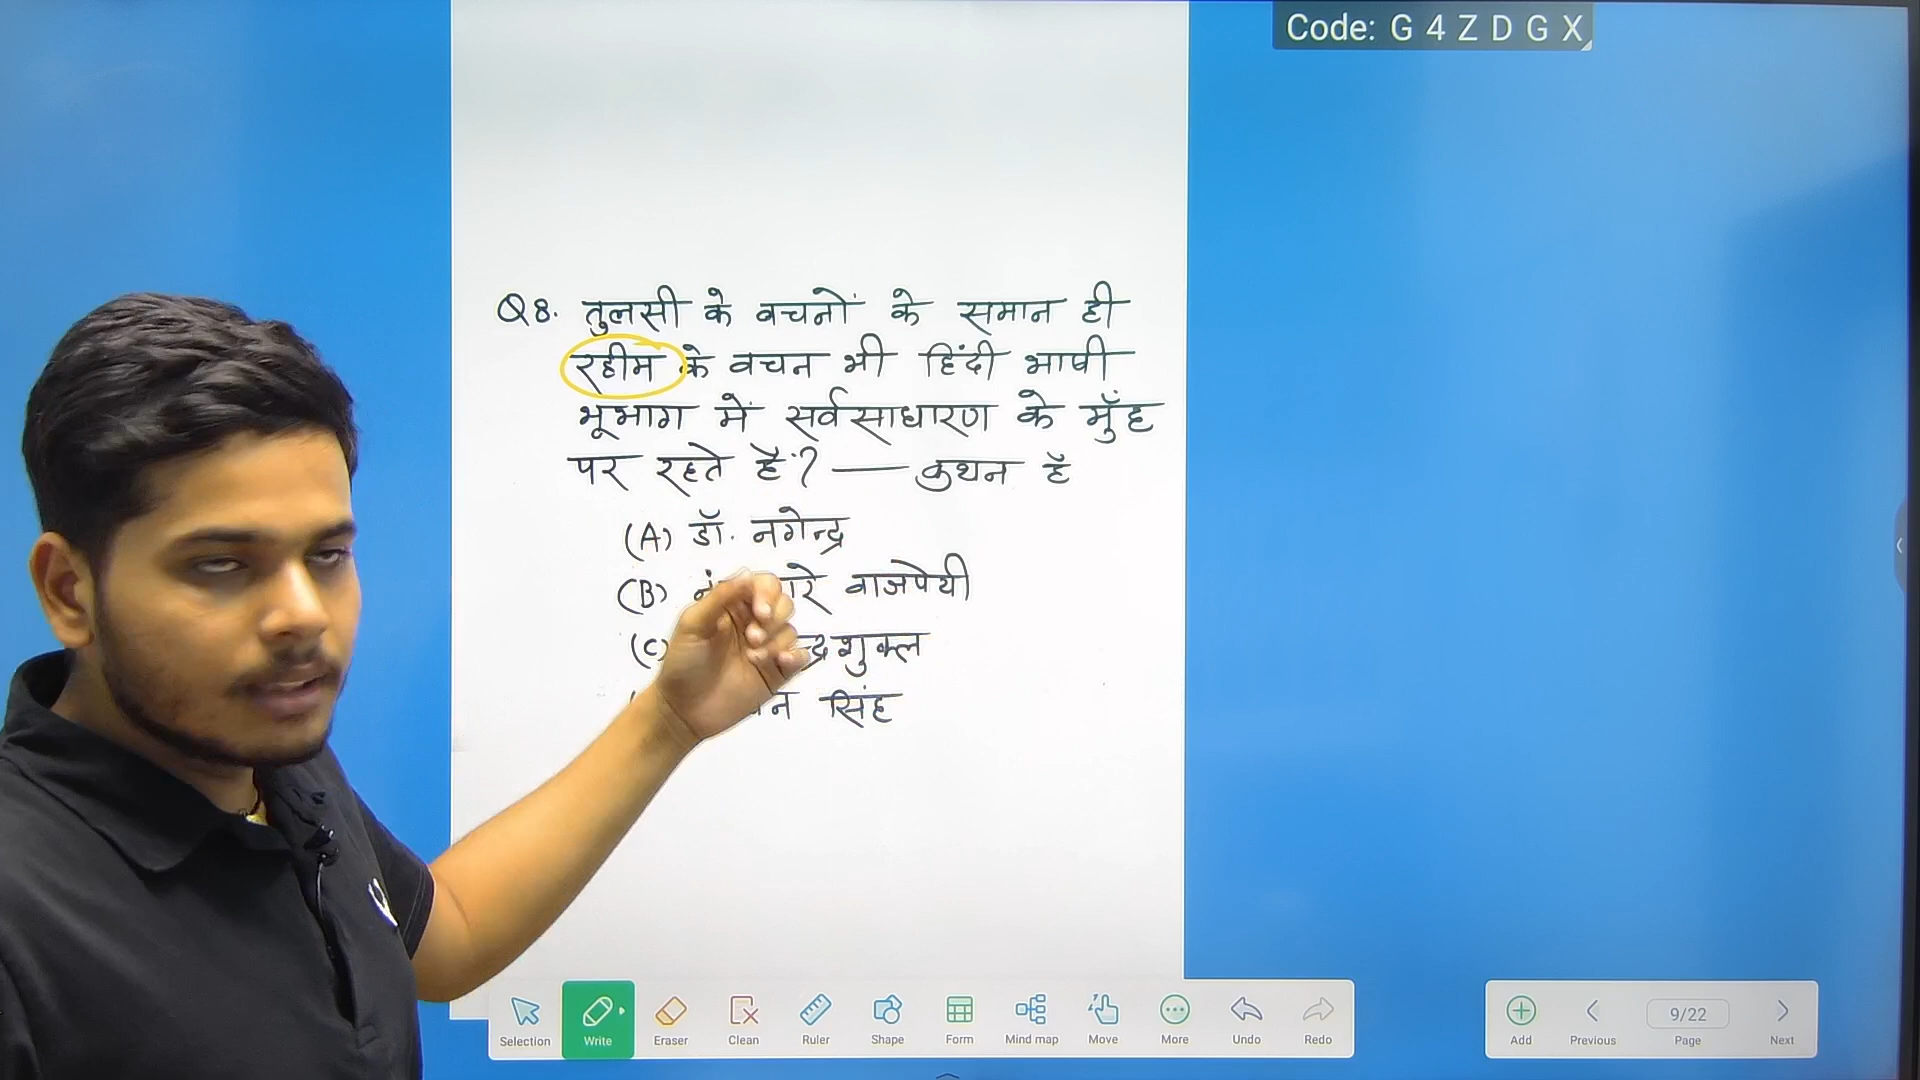 Code: G 4 Z D G X
Q8. तुलसी के वचनों के समान ही
रहीम के वचन भी हिंदी भाषी
भूभाग में सर्वसाधारण के मुँह
पर रहते हैं? — कथन है
(A) डॉ. नगेन्द्र
(B) वाजपेयी
(C) शुक्ल
सिंह
Selection Write Eraser Clean Ruler Shape Form Mind map Move More Undo Redo
Add Previous 9/22 Page Next